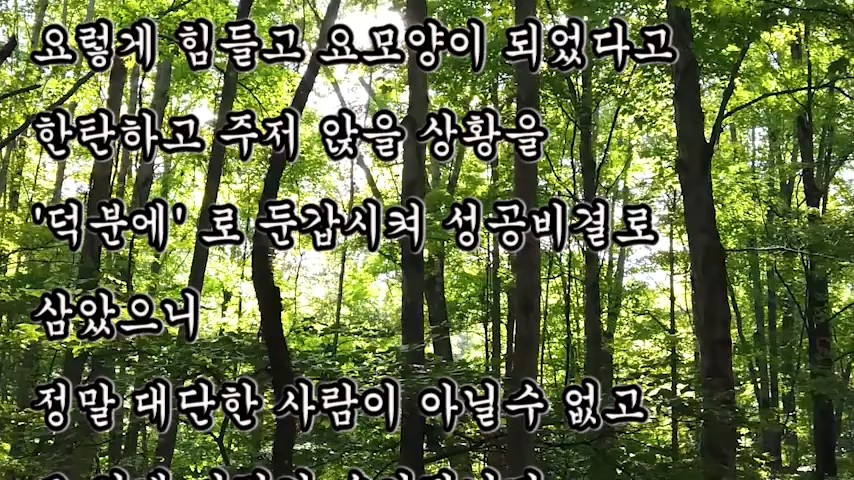 요렇게 힘들고 요모양이 되었다고
한탄하고 주저 앉을 상황을
'덕분에' 로 둔갑시켜 성공비결로
삼았으니
정말 대단한 사람이 아닐수 없고